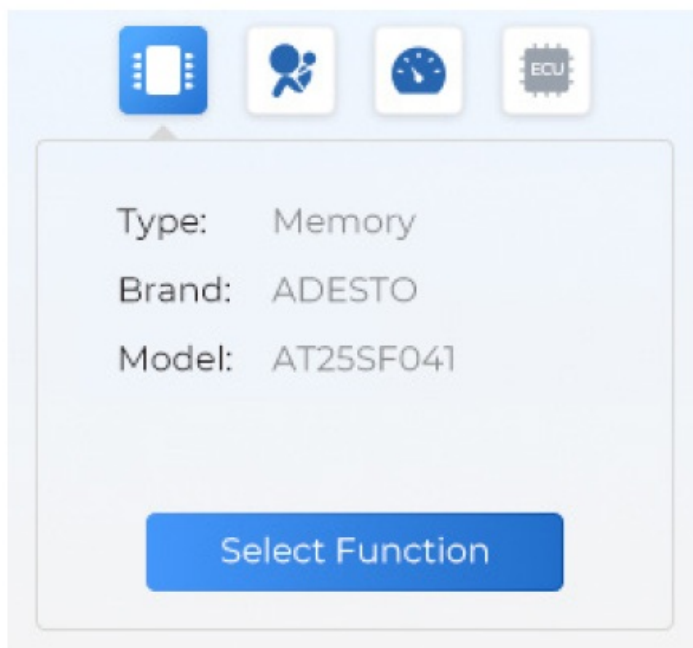 ECU
Type: Memory
Brand: ADESTO
Model: AT25SF041
Select Function